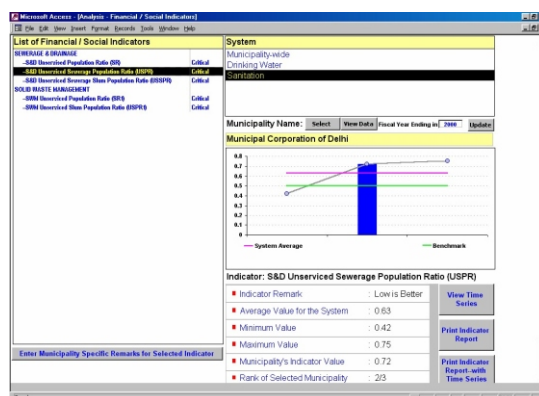 Microsoft Access - [Analysis - Financial / Social Indicators]
File Edit View Insert Format Records Tools Window Help
List of Financial / Social Indicators
SEWERAGE & DRAINAGE
--S&D Unserviced Population Ratio (SR) Critical
--S&D Unserviced Sewerage Population Ratio (USPR) Critical
--S&D Unserviced Sewerage Slum Population Ratio (USSPR) Critical
SOLID WASTE MANAGEMENT
--SWM Unserviced Population Ratio (SR1) Critical
--SWM Unserviced Slum Population Ratio (USPR1) Critical
Enter Municipality Specific Remarks for Selected Indicator
System
Municipality-wide
Drinking Water
Sanitation
Municipality Name: Select View Data Fiscal Year Ending in 2000 Update
Municipal Corporation of Delhi
0.8
0.7
0.6
0.5
0.4
0.3
0.2
0.1
0
System Average Benchmark
Indicator: S&D Unserviced Sewerage Population Ratio (USPR)
Indicator Remark : Low is Better
Average Value for the System : 0.63
Minimum Value : 0.42
Maximum Value : 0.75
Municipality's Indicator Value : 0.72
Rank of Selected Municipality : 2/3
View Time
Series
Print Indicator
Report
Print Indicator
Report--with
Time Series